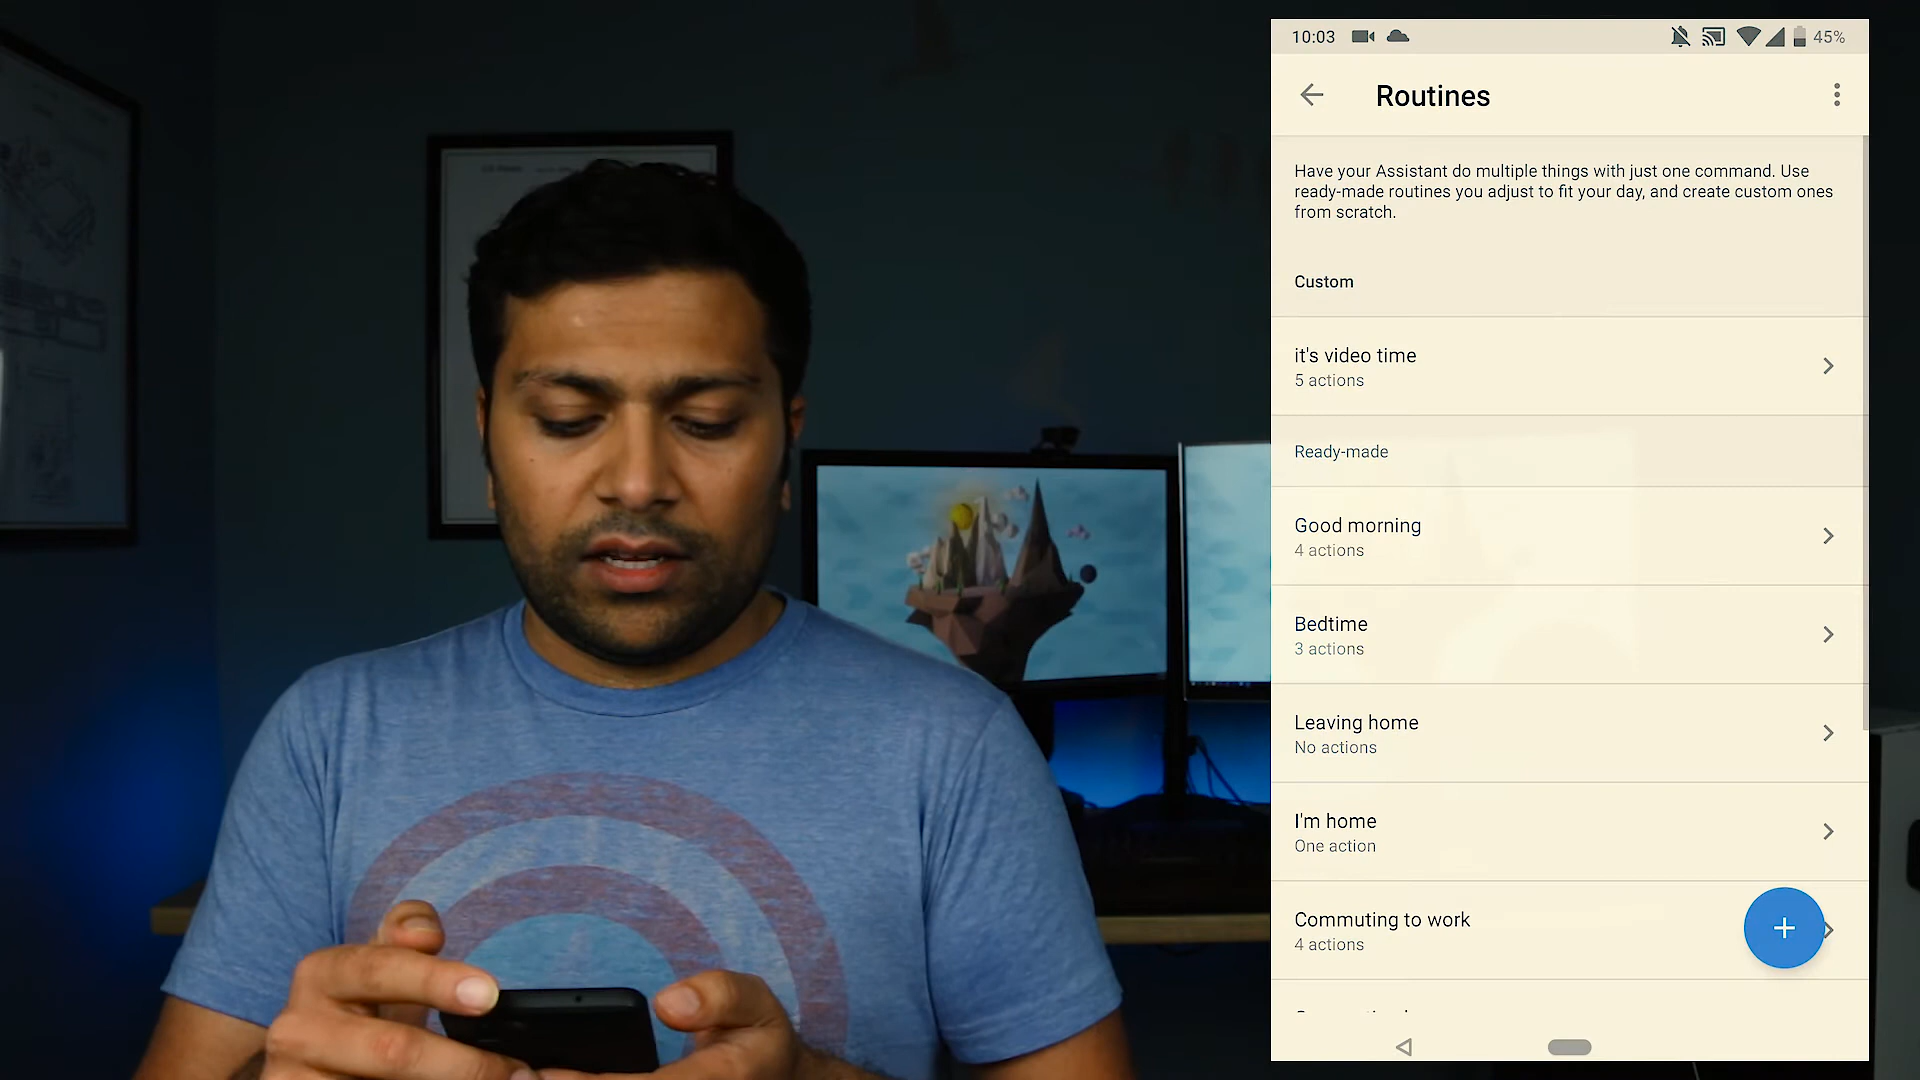 10:03
45%
Routines
Have your Assistant do multiple things with just one command. Use
ready-made routines you adjust to fit your day, and create custom ones
from scratch.
Custom
it's video time
5 actions
Ready-made
Good morning
4 actions
Bedtime
3 actions
Leaving home
No actions
I'm home
One action
Commuting to work
4 actions